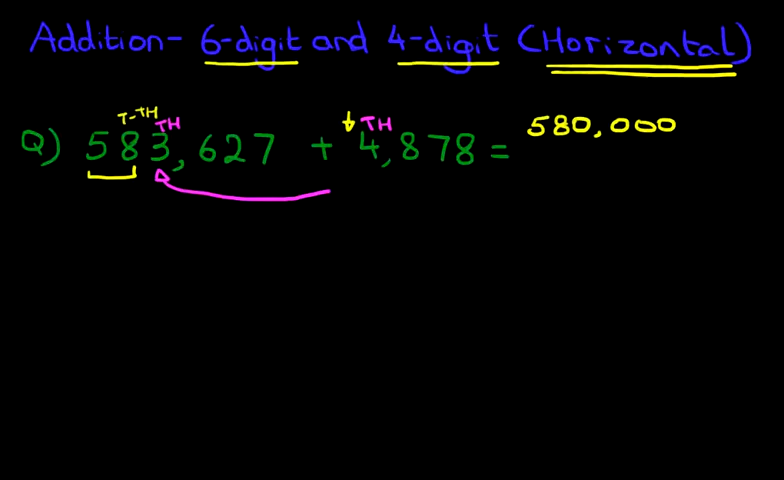 Addition- 6-digit and 4-digit (Horizontal)
T-TH TH TH 580,000
Q) 583,627 + 4,878 =